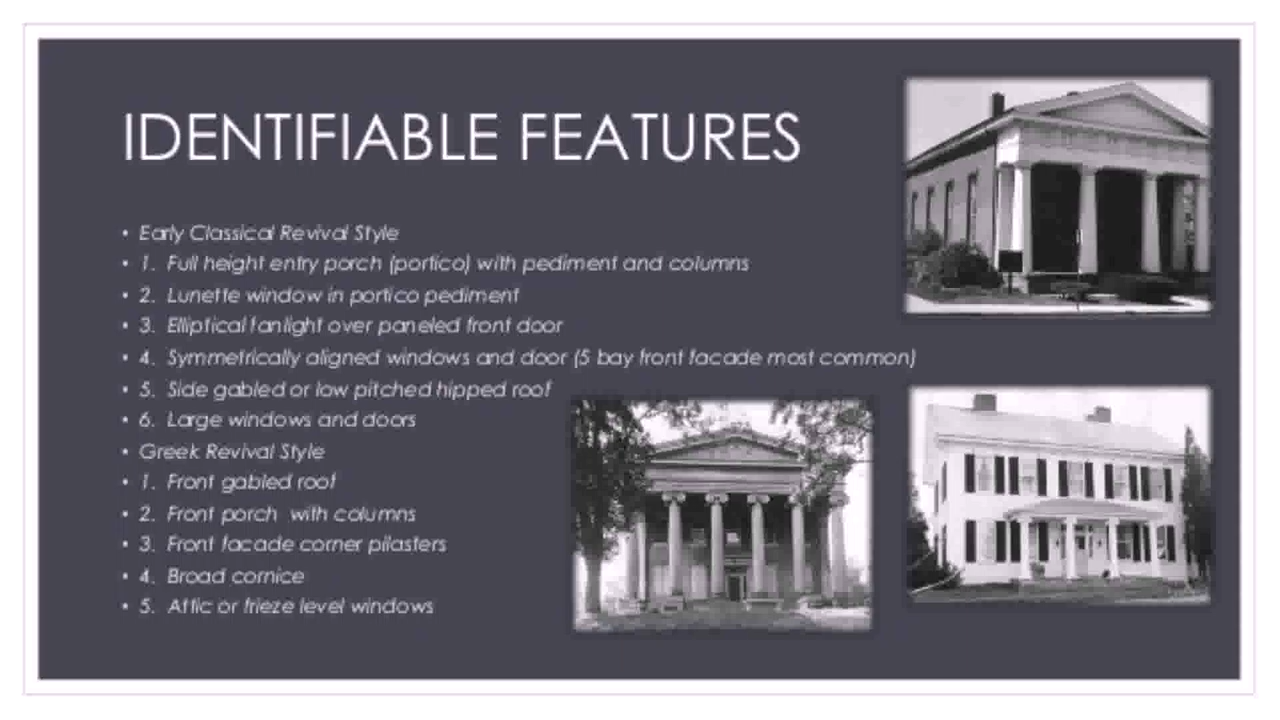 IDENTIFIABLE FEATURES
• Early Classical Revival Style
• 1. Full height entry porch (portico) with pediment and columns
• 2. Lunette window in portico pediment
• 3. Elliptical fanlight over paneled front door
• 4. Symmetrically aligned windows and door (5 bay front facade most common)
• 5. Side gabled or low pitched hipped roof
• 6. Large windows and doors
• Greek Revival Style
• 1. Front gabled roof
• 2. Front porch with columns
• 3. Front facade corner pilasters
• 4. Broad cornice
• 5. Attic or frieze level windows